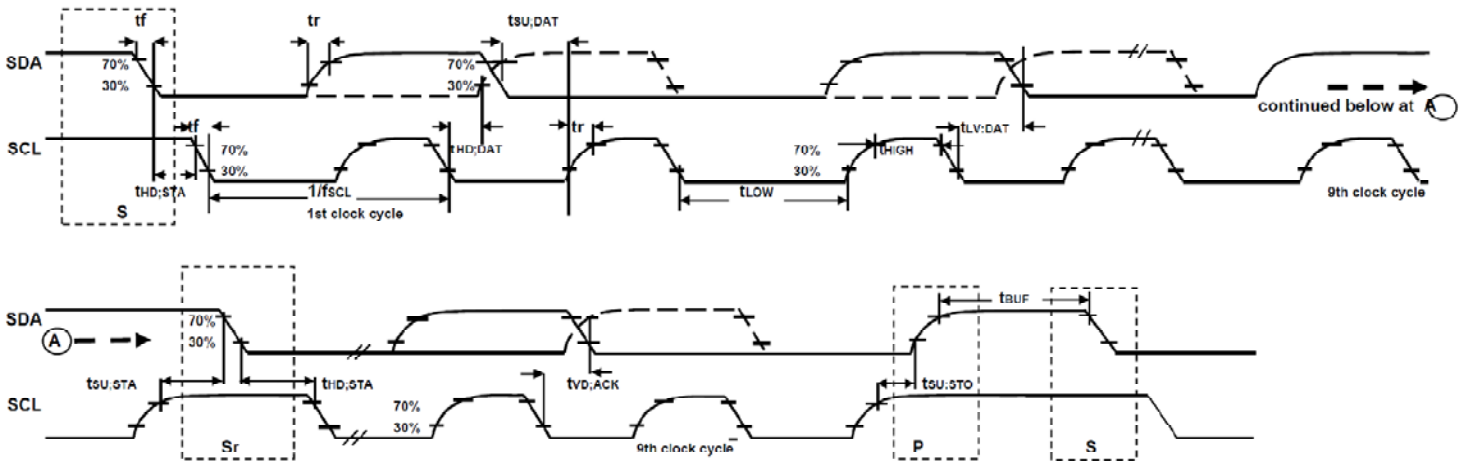 tf tr tSU;DAT
SDA 70% 70%
30% 30%
continued below at A
tf tr tLV:DAT
SCL 70% tHD;DAT 70% tHIGH
30% 30%
tHD;STA 1/fSCL tLOW
S 1st clock cycle 9th clock cycle
tBUF
SDA 70%
A 30%
tSU;STA tHD;STA tVD;ACK tSU;STO
SCL 70%
30%
Sr 9th clock cycle P S